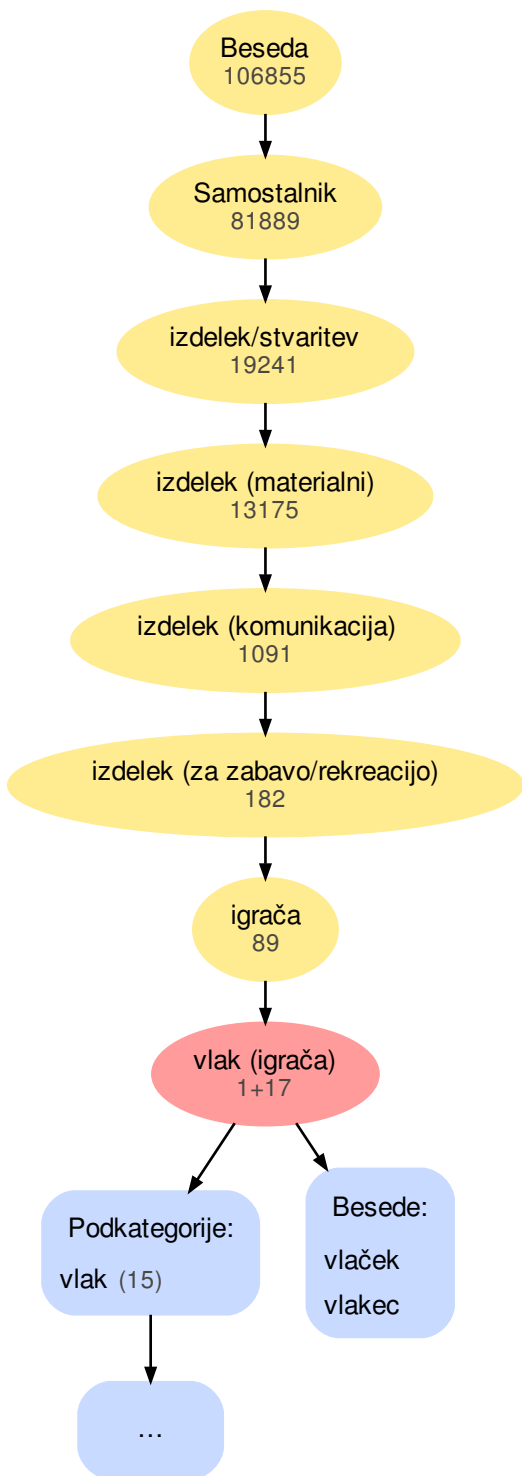 Beseda
106855
Samostalnik
81889
izdelek/stvaritev
19241
izdelek (materialni)
13175
izdelek (komunikacija)
1091
izdelek (za zabavo/rekreacijo)
182
igrača
89
vlak (igrača)
1+17
Podkategorije:
vlak (15)
Besede:
vlaček
vlakec
…